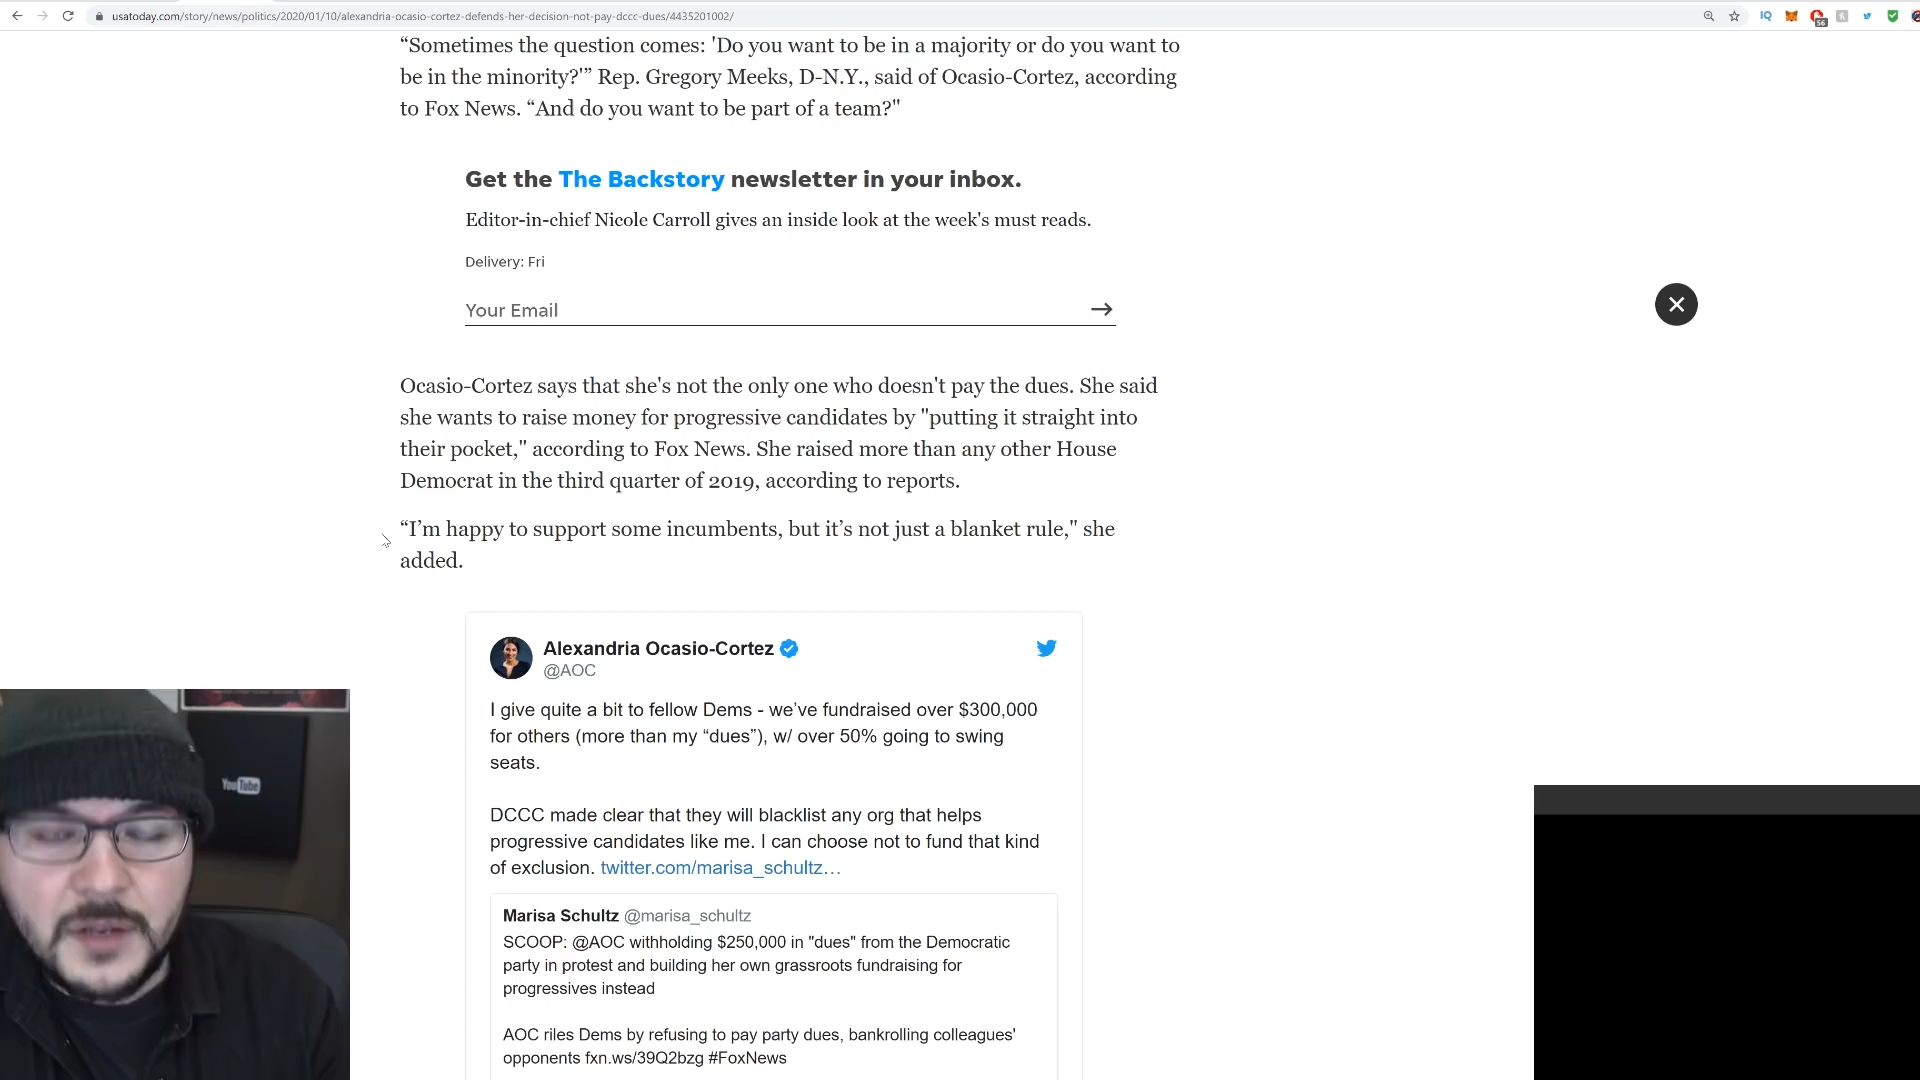 usatoday.com/story/news/politics/2020/01/10/alexandria-ocasio-cortez-defends-her-decision-not-pay-dccc-dues/4435201002/
IQ
56
“Sometimes the question comes: 'Do you want to be in a majority or do you want to
be in the minority?'” Rep. Gregory Meeks, D-N.Y., said of Ocasio-Cortez, according
to Fox News. “And do you want to be part of a team?"
Get the The Backstory newsletter in your inbox.
Editor-in-chief Nicole Carroll gives an inside look at the week's must reads.
Delivery: Fri
Your Email
Ocasio-Cortez says that she's not the only one who doesn't pay the dues. She said
she wants to raise money for progressive candidates by "putting it straight into
their pocket," according to Fox News. She raised more than any other House
Democrat in the third quarter of 2019, according to reports.
“I’m happy to support some incumbents, but it’s not just a blanket rule," she
added.
Alexandria Ocasio-Cortez
@AOC
I give quite a bit to fellow Dems - we’ve fundraised over $300,000
for others (more than my “dues”), w/ over 50% going to swing
seats.
DCCC made clear that they will blacklist any org that helps
progressive candidates like me. I can choose not to fund that kind
of exclusion. twitter.com/marisa_schultz…
Marisa Schultz @marisa_schultz
SCOOP: @AOC withholding $250,000 in "dues" from the Democratic
party in protest and building her own grassroots fundraising for
progressives instead
AOC riles Dems by refusing to pay party dues, bankrolling colleagues'
opponents fxn.ws/39Q2bzg #FoxNews
YouTube